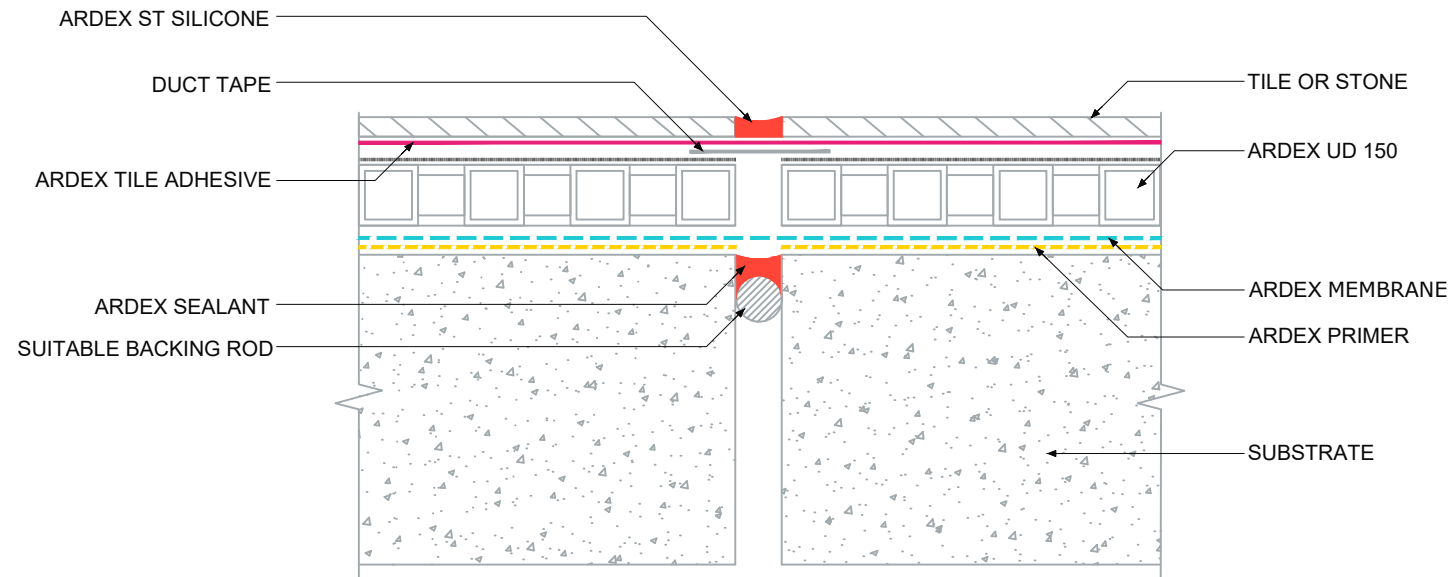 ARDEX ST SILICONE
DUCT TAPE
TILE OR STONE
ARDEX UD 150
ARDEX TILE ADHESIVE
ARDEX SEALANT
ARDEX MEMBRANE
ARDEX PRIMER
SUITABLE BACKING ROD
SUBSTRATE